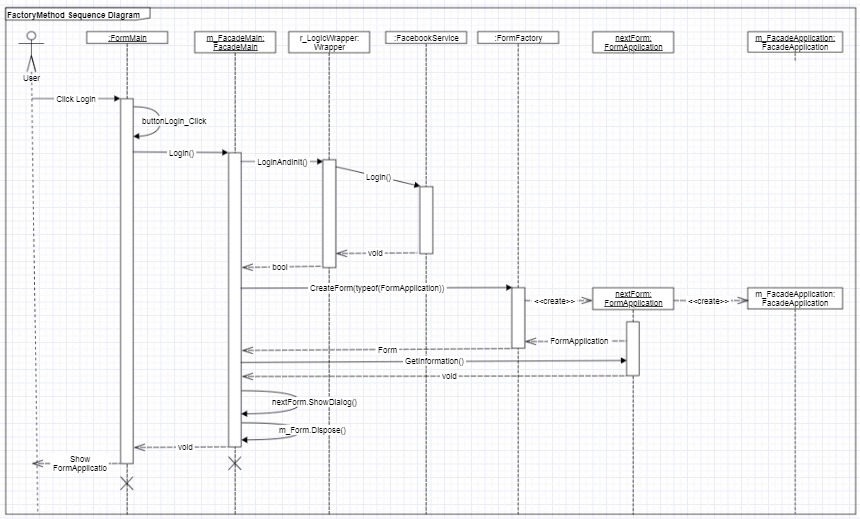 FactoryMethod Sequence Diagram
User
:FormMain
m_FacadeMain:
FacadeMain
r_LogicWrapper:
Wrapper
:FacebookService
:FormFactory
nextForm:
FormApplication
m_FacadeApplication:
FacadeApplication
Click Login
buttonLogin_Click
Login()
LoginAndInit()
Login()
void
bool
CreateForm(typeof(FormApplication))
<<create>>
nextForm:
FormApplication
<<create>>
m_FacadeApplication:
FacadeApplication
FormApplication
Form
GetInformation()
void
nextForm.ShowDialog()
m_Form.Dispose()
void
Show
FormApplicatio